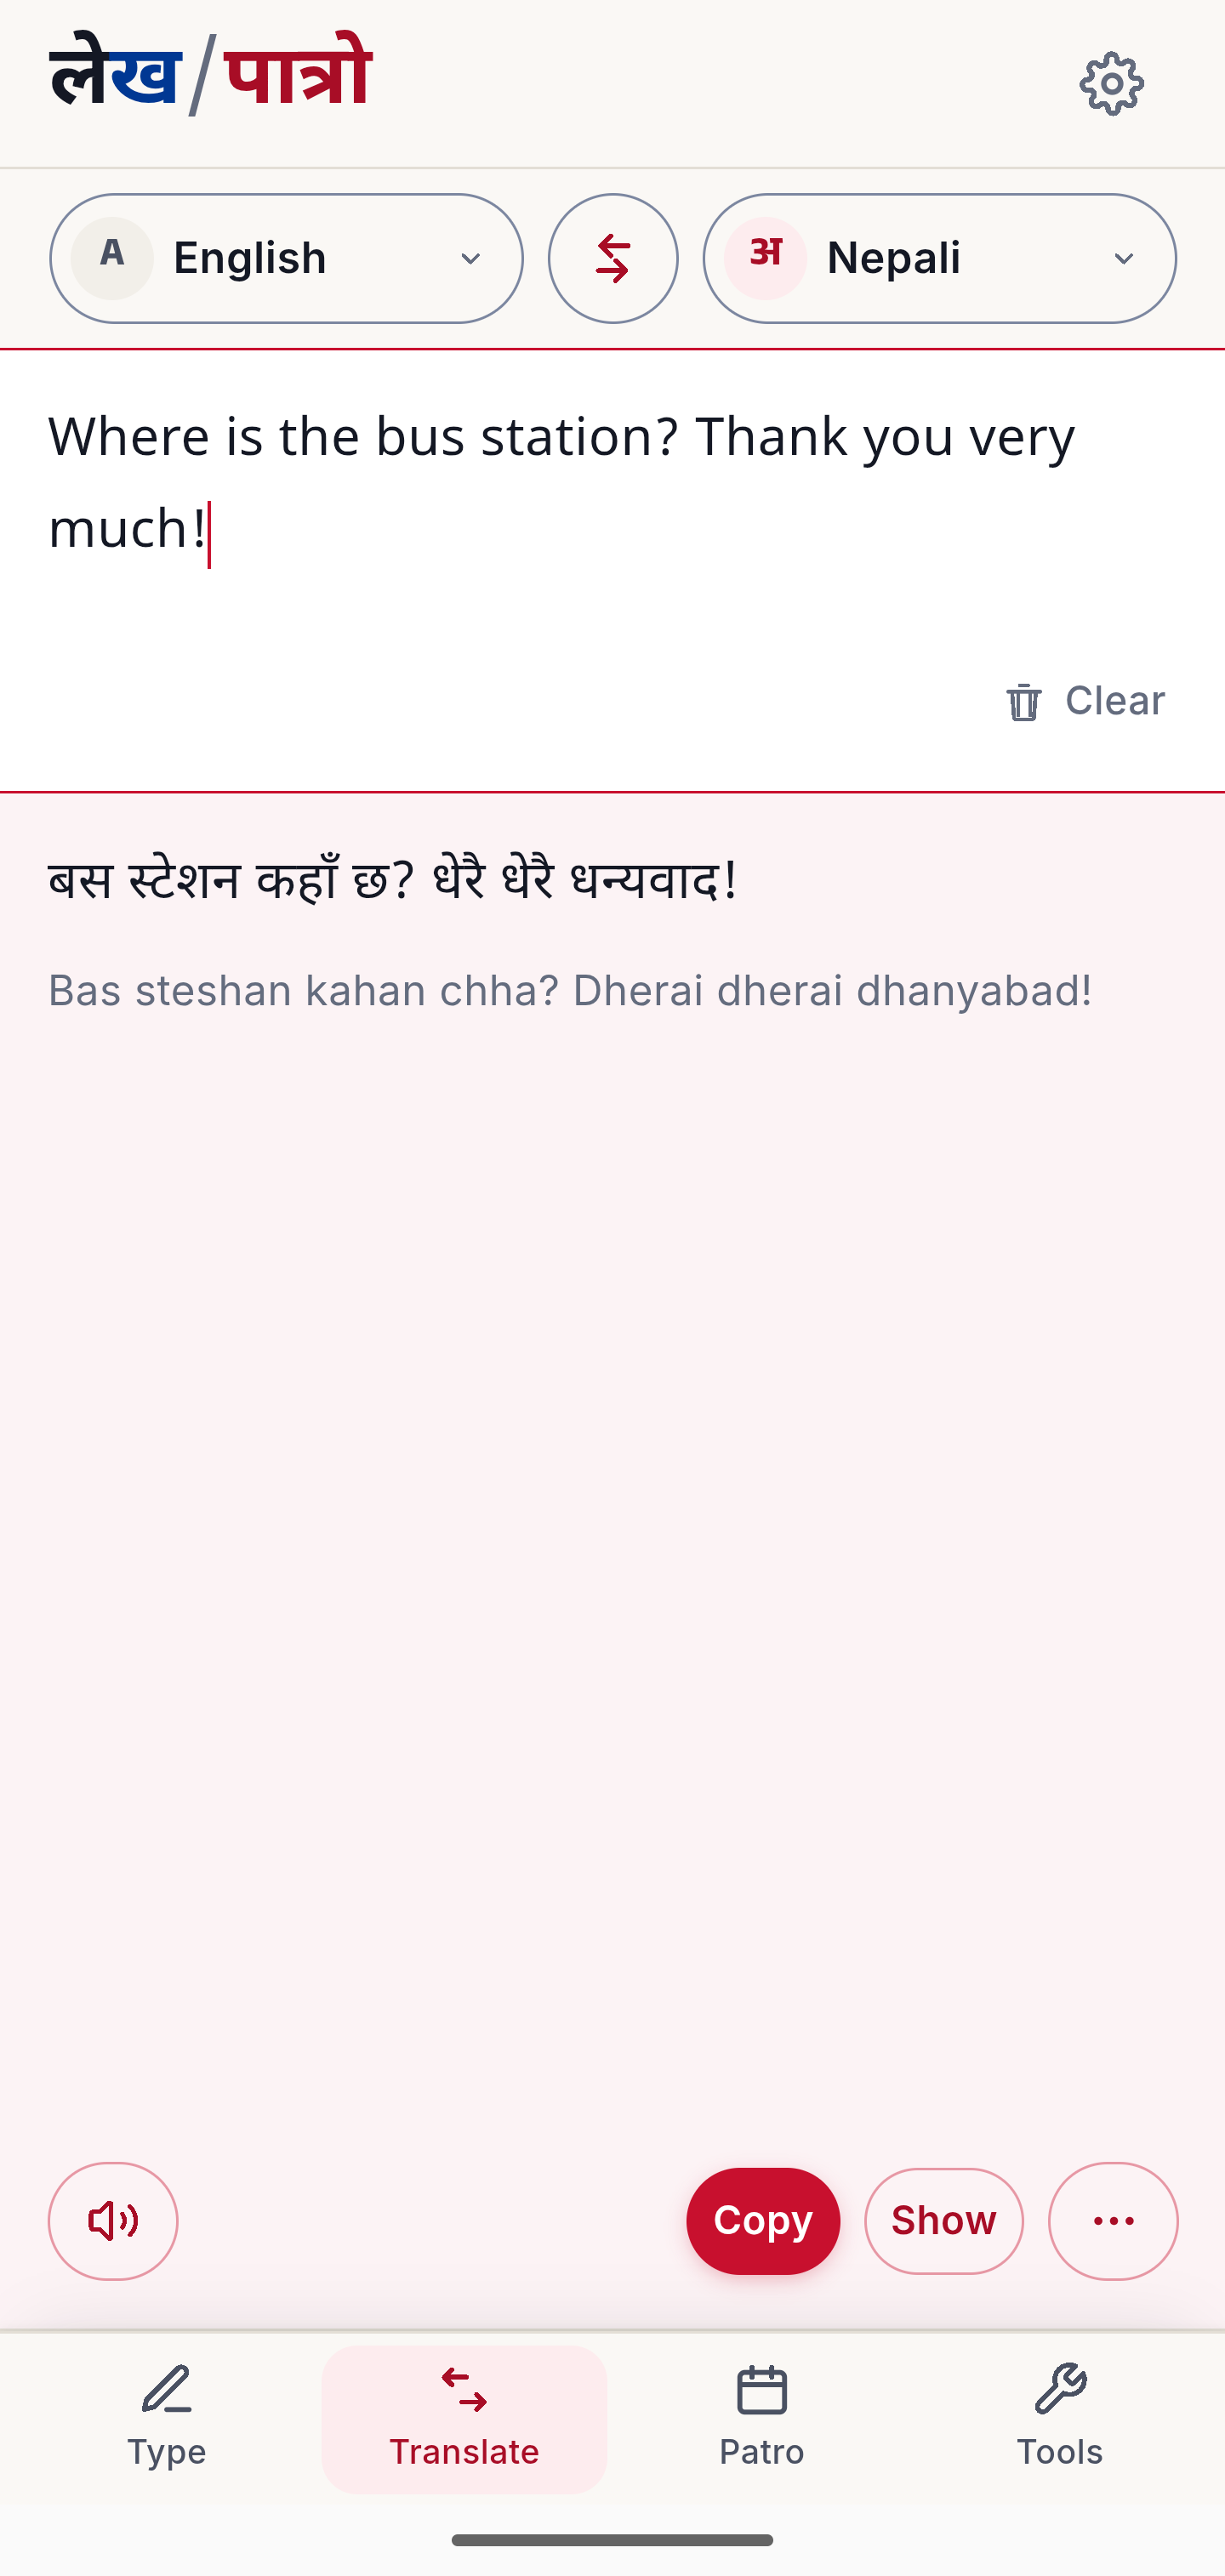 लेख/पात्रो
A English
अ Nepali
Where is the bus station? Thank you very
much!
Clear
बस स्टेशन कहाँ छ? धेरै धेरै धन्यवाद!
Bas steshan kahan chha? Dherai dherai dhanyabad!
Copy Show
Type Translate Patro Tools